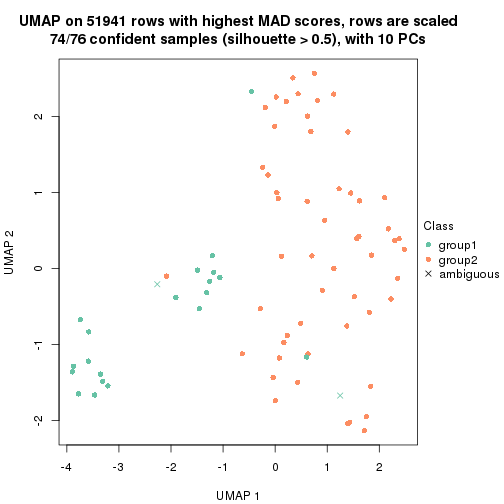 UMAP on 51941 rows with highest MAD scores, rows are scaled
74/76 confident samples (silhouette > 0.5), with 10 PCs
2
1
0
-1
-2
UMAP 2
-4
-3
-2
-1
0
1
2
UMAP 1
Class
group1
group2
ambiguous